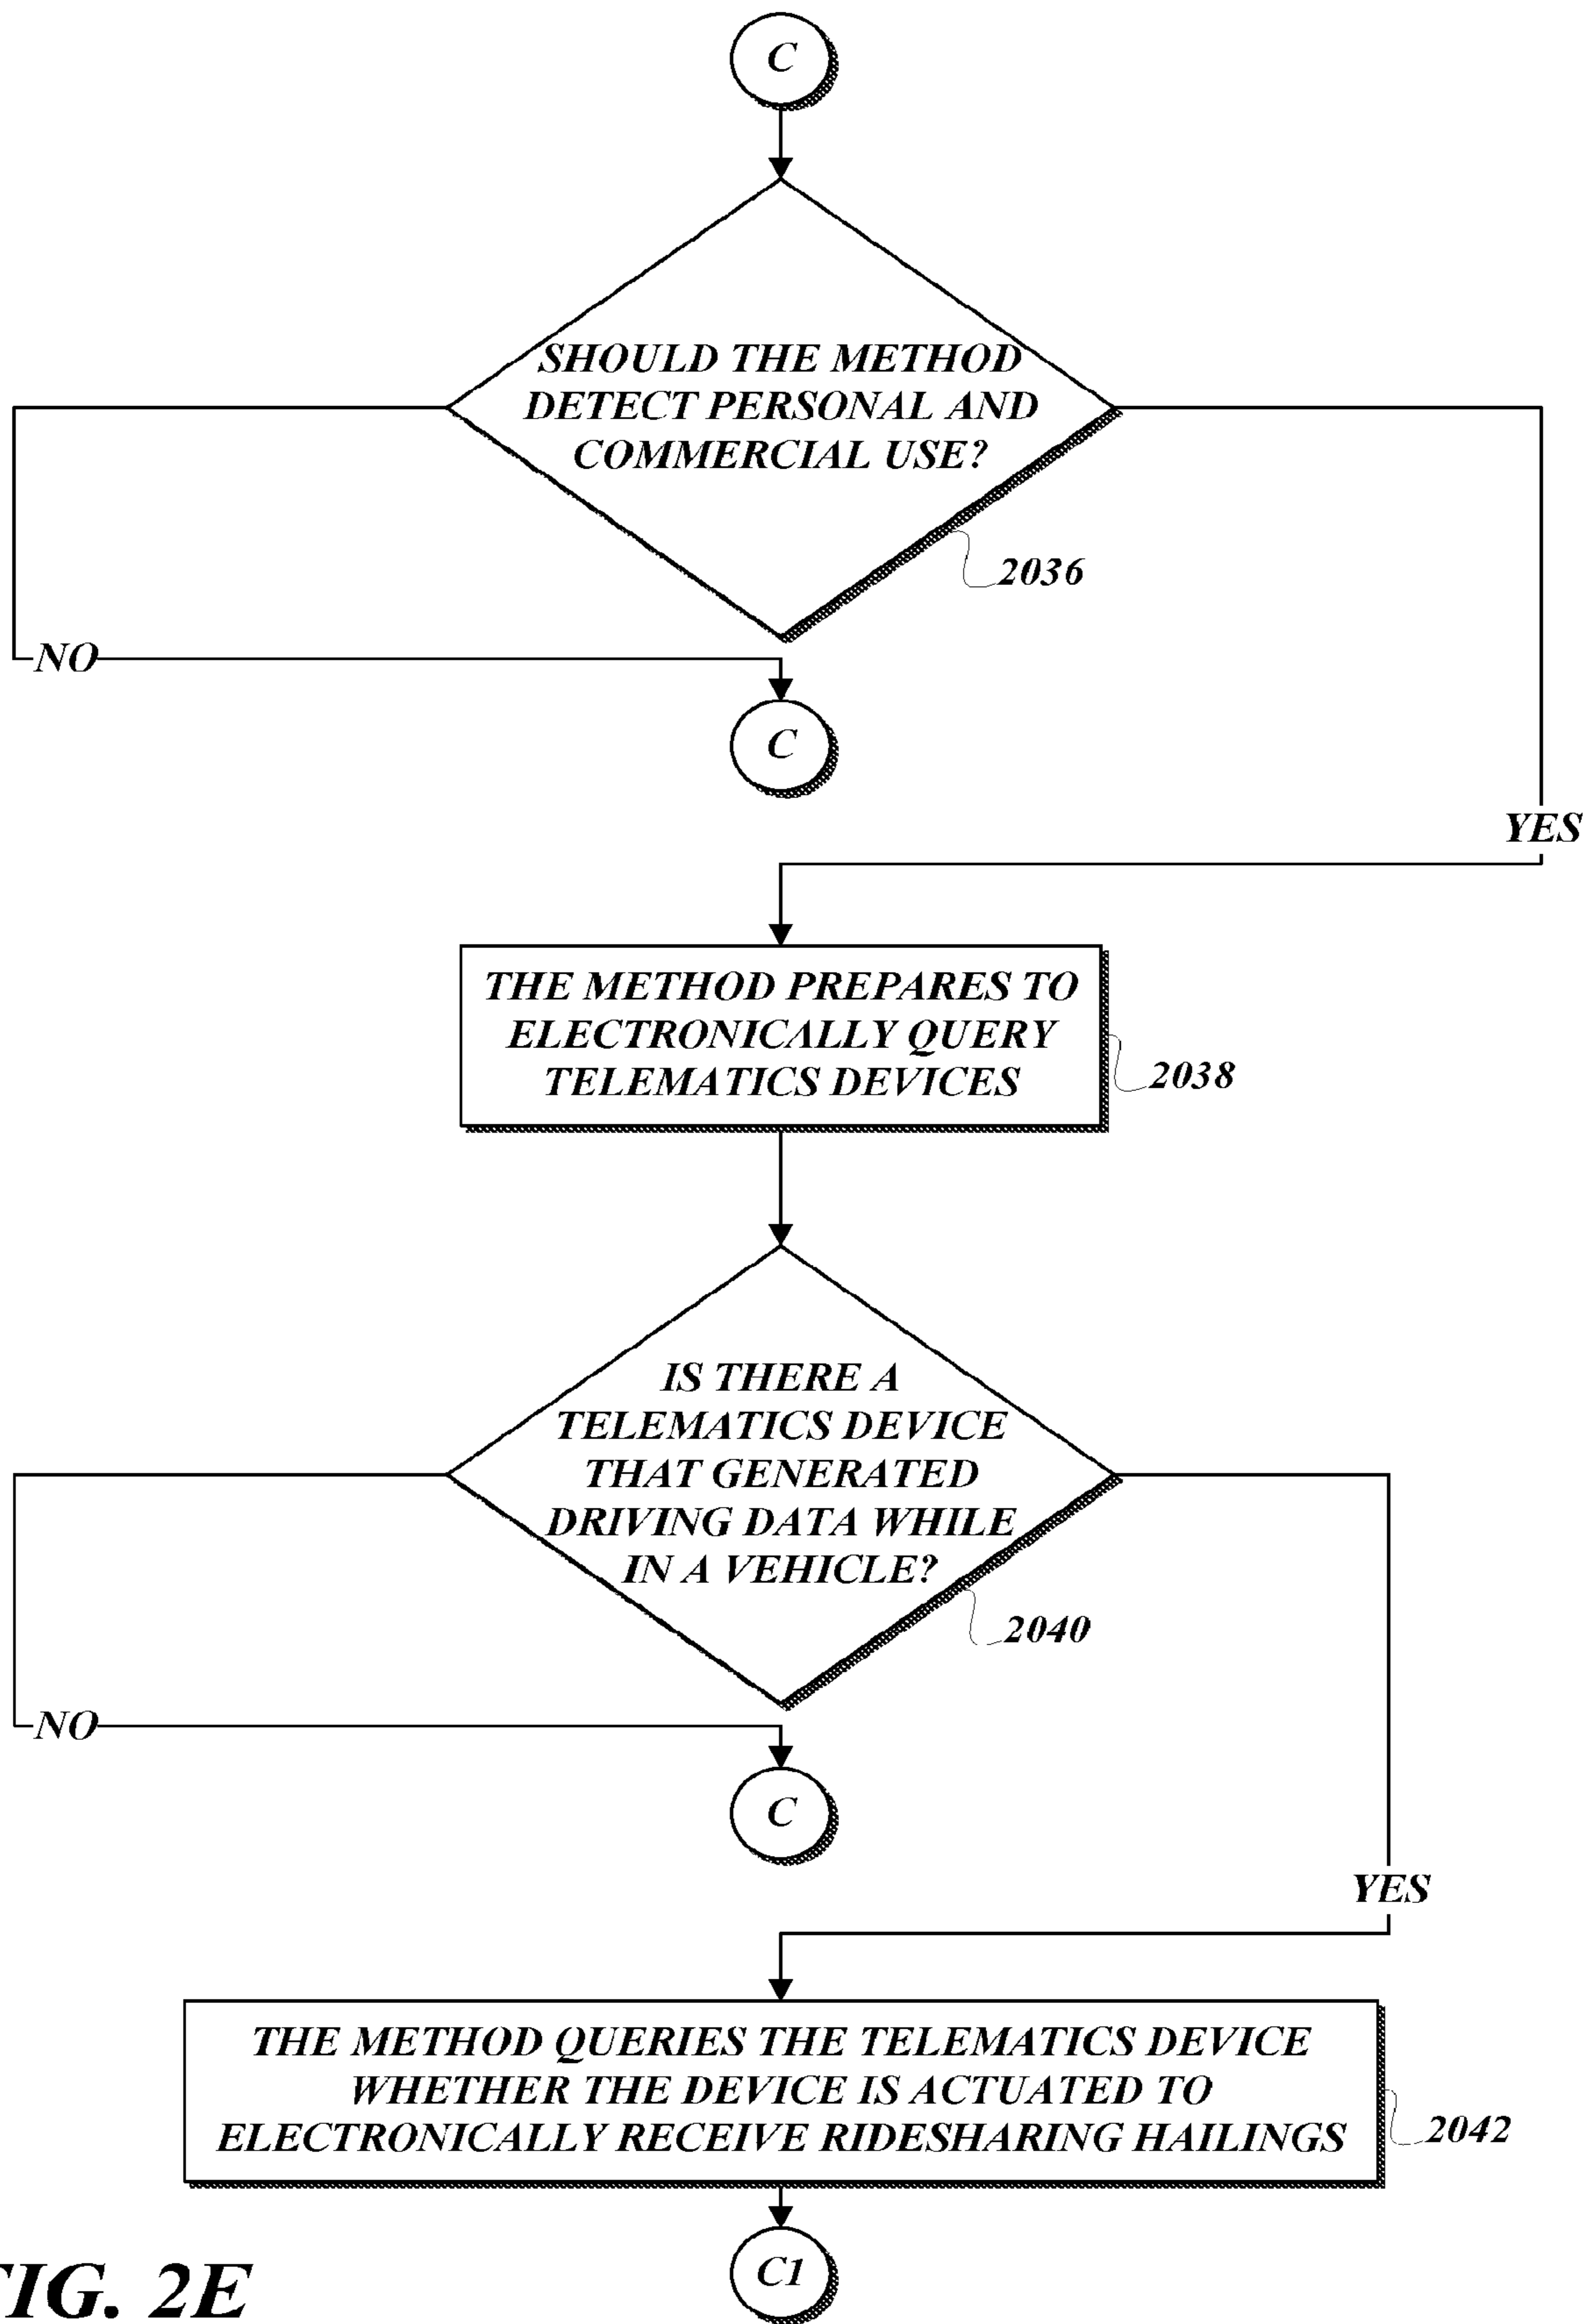 C
SHOULD THE METHOD
DETECT PERSONAL AND
COMMERCIAL USE?
2036
NO
C
YES
THE METHOD PREPARES TO
ELECTRONICALLY QUERY
TELEMATICS DEVICES
2038
IS THERE A
TELEMATICS DEVICE
THAT GENERATED
DRIVING DATA WHILE
IN A VEHICLE?
2040
NO
C
YES
THE METHOD QUERIES THE TELEMATICS DEVICE
WHETHER THE DEVICE IS ACTUATED TO
ELECTRONICALLY RECEIVE RIDESHARING HAILINGS
2042
C1
FIG. 2E